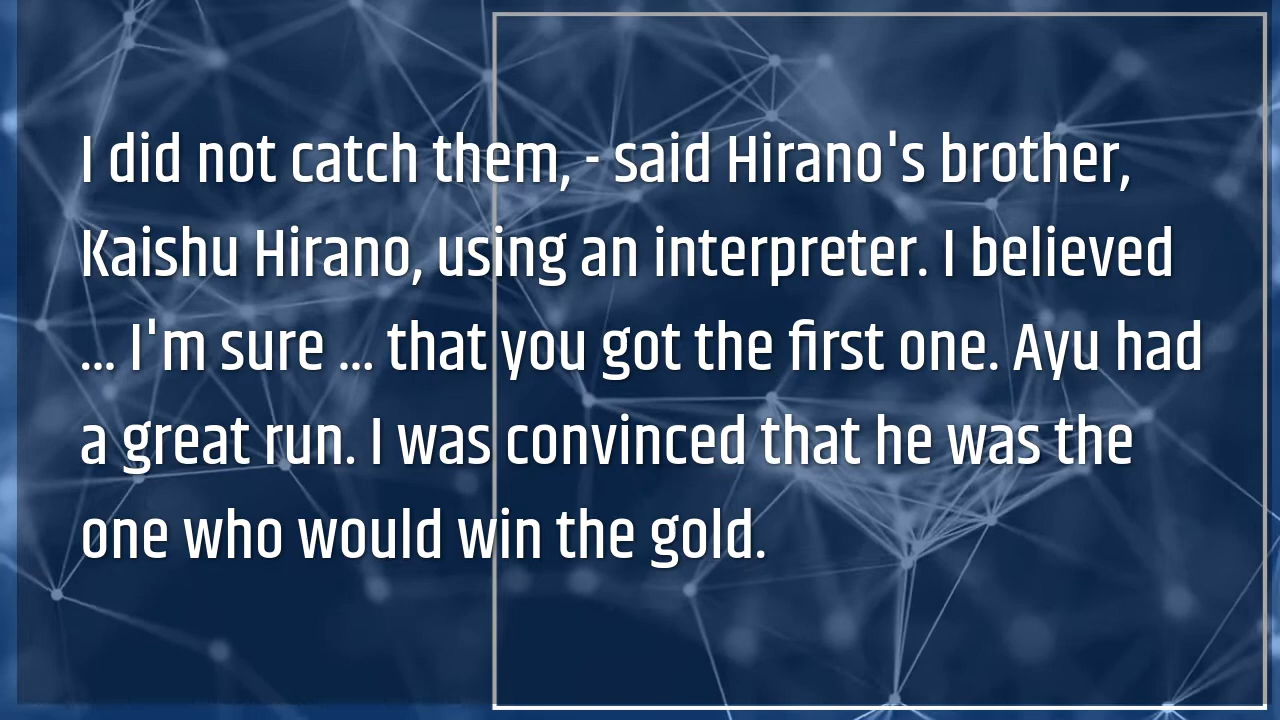 I did not catch them, - said Hirano's brother,
Kaishu Hirano, using an interpreter. I believed
... I'm sure ... that you got the first one. Ayu had
a great run. I was convinced that he was the
one who would win the gold.